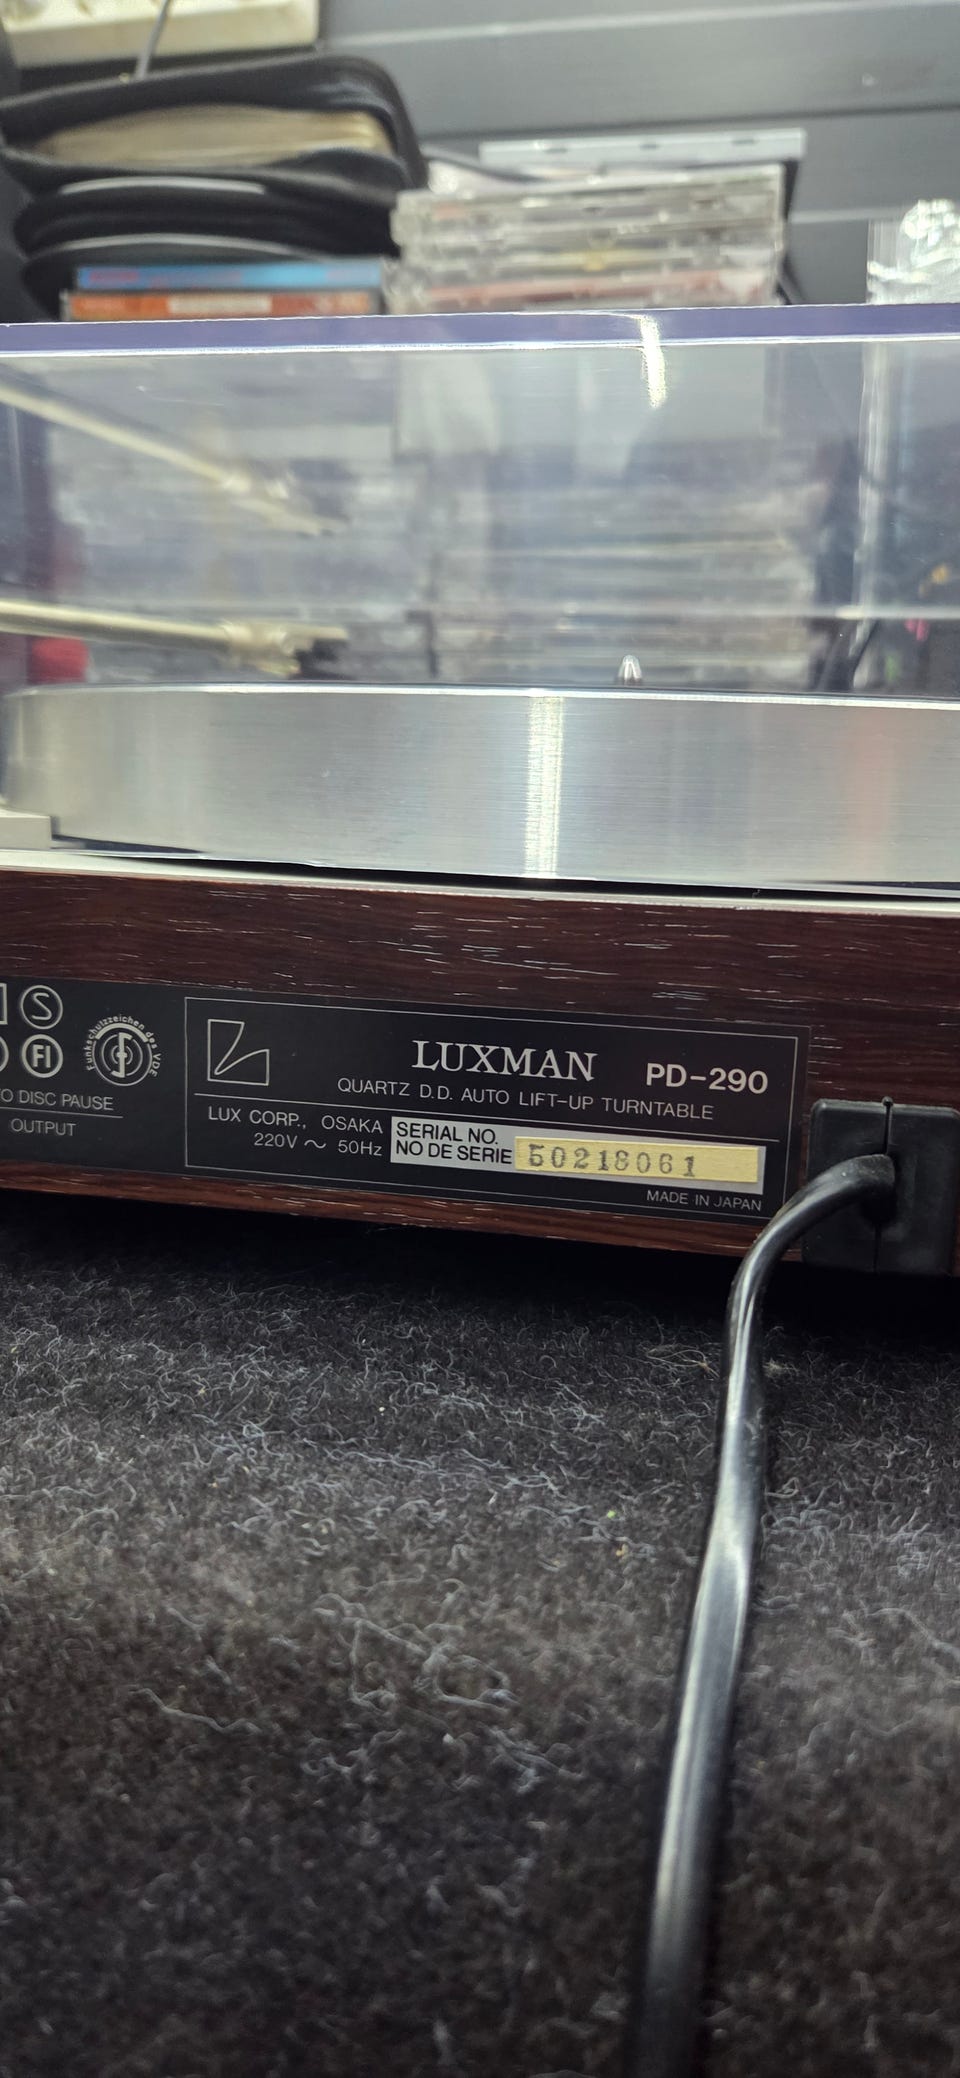 S
FI
Funkschutzzeichen des VDE
O DISC PAUSE
OUTPUT
LUXMAN PD-290
QUARTZ D.D. AUTO LIFT-UP TURNTABLE
LUX CORP., OSAKA
220V ~ 50Hz
SERIAL NO.
NO DE SERIE 50218061
MADE IN JAPAN